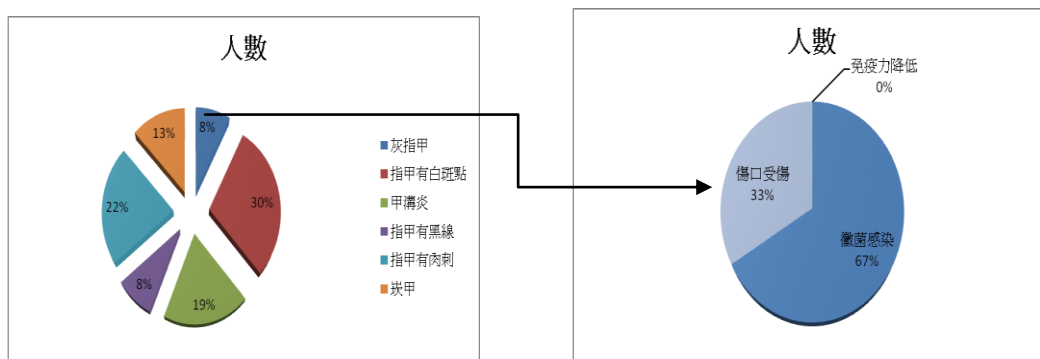 人數
8%
30%
19%
8%
22%
13%
灰指甲
指甲有白斑點
甲溝炎
指甲有黑線
指甲有肉刺
崁甲
人數
免疫力降低
0%
傷口受傷
33%
黴菌感染
67%